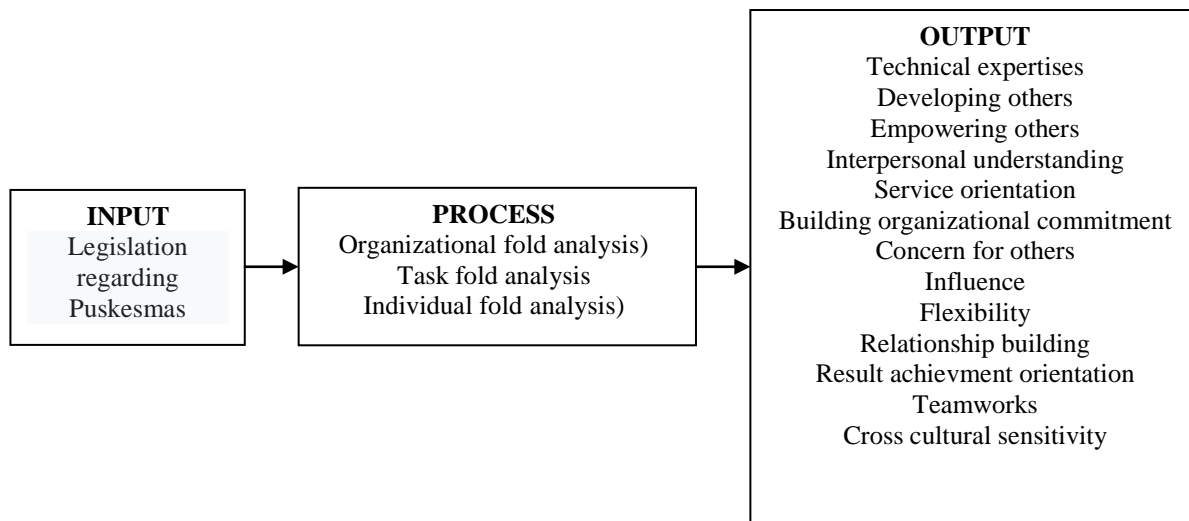 INPUT
Legislation
regarding
Puskesmas
PROCESS
Organizational fold analysis)
Task fold analysis
Individual fold analysis)
OUTPUT
Technical expertises
Developing others
Empowering others
Interpersonal understanding
Service orientation
Building organizational commitment
Concern for others
Influence
Flexibility
Relationship building
Result achievment orientation
Teamworks
Cross cultural sensitivity